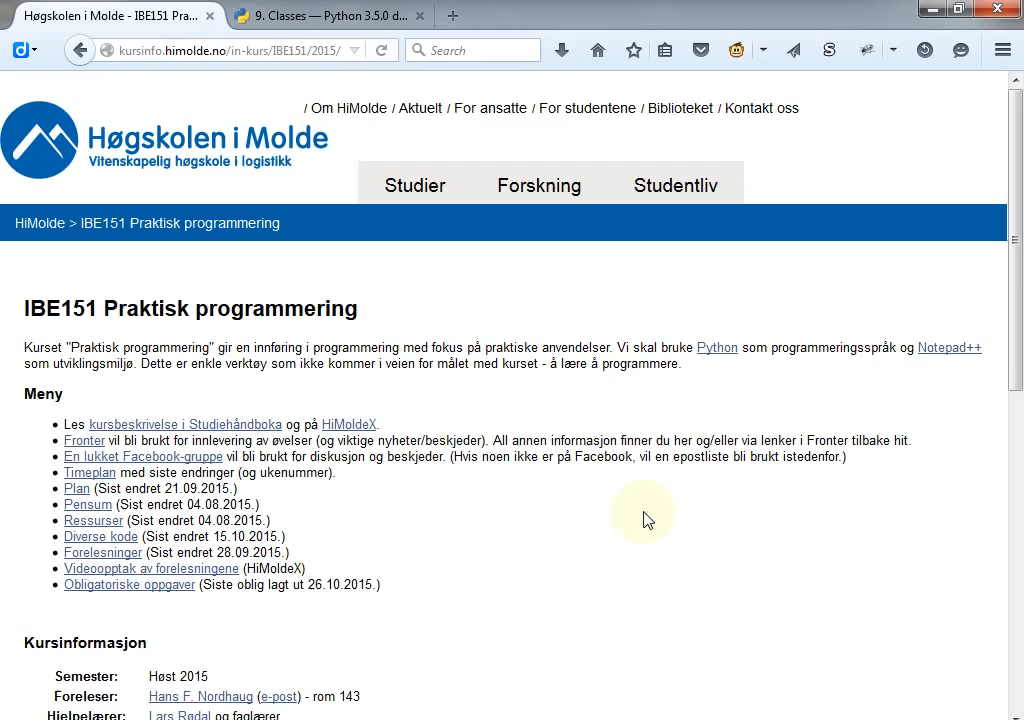 Høgskolen i Molde - IBE151 Pra...
9. Classes — Python 3.5.0 d...
kursinfo.himolde.no/in-kurs/IBE151/2015/
Search
/ Om HiMolde / Aktuelt / For ansatte / For studentene / Biblioteket / Kontakt oss
Høgskolen i Molde
Vitenskapelig høgskole i logistikk
Studier Forskning Studentliv
HiMolde > IBE151 Praktisk programmering
IBE151 Praktisk programmering
Kurset "Praktisk programmering" gir en innføring i programmering med fokus på praktiske anvendelser. Vi skal bruke Python som programmeringsspråk og Notepad++
som utviklingsmiljø. Dette er enkle verktøy som ikke kommer i veien for målet med kurset - å lære å programmere.
Meny
• Les kursbeskrivelse i Studiehåndboka og på HiMoldeX.
• Fronter vil bli brukt for innlevering av øvelser (og viktige nyheter/beskjeder). All annen informasjon finner du her og/eller via lenker i Fronter tilbake hit.
• En lukket Facebook-gruppe vil bli brukt for diskusjon og beskjeder. (Hvis noen ikke er på Facebook, vil en epostliste bli brukt istedenfor.)
• Timeplan med siste endringer (og ukenummer).
• Plan (Sist endret 21.09.2015.)
• Pensum (Sist endret 04.08.2015.)
• Ressurser (Sist endret 04.08.2015.)
• Diverse kode (Sist endret 15.10.2015.)
• Forelesninger (Sist endret 28.09.2015.)
• Videoopptak av forelesningene (HiMoldeX)
• Obligatoriske oppgaver (Siste oblig lagt ut 26.10.2015.)
Kursinformasjon
Semester: Høst 2015
Foreleser: Hans F. Nordhaug (e-post) - rom 143
Hjelpelærer: Lars Rødal og faglærer